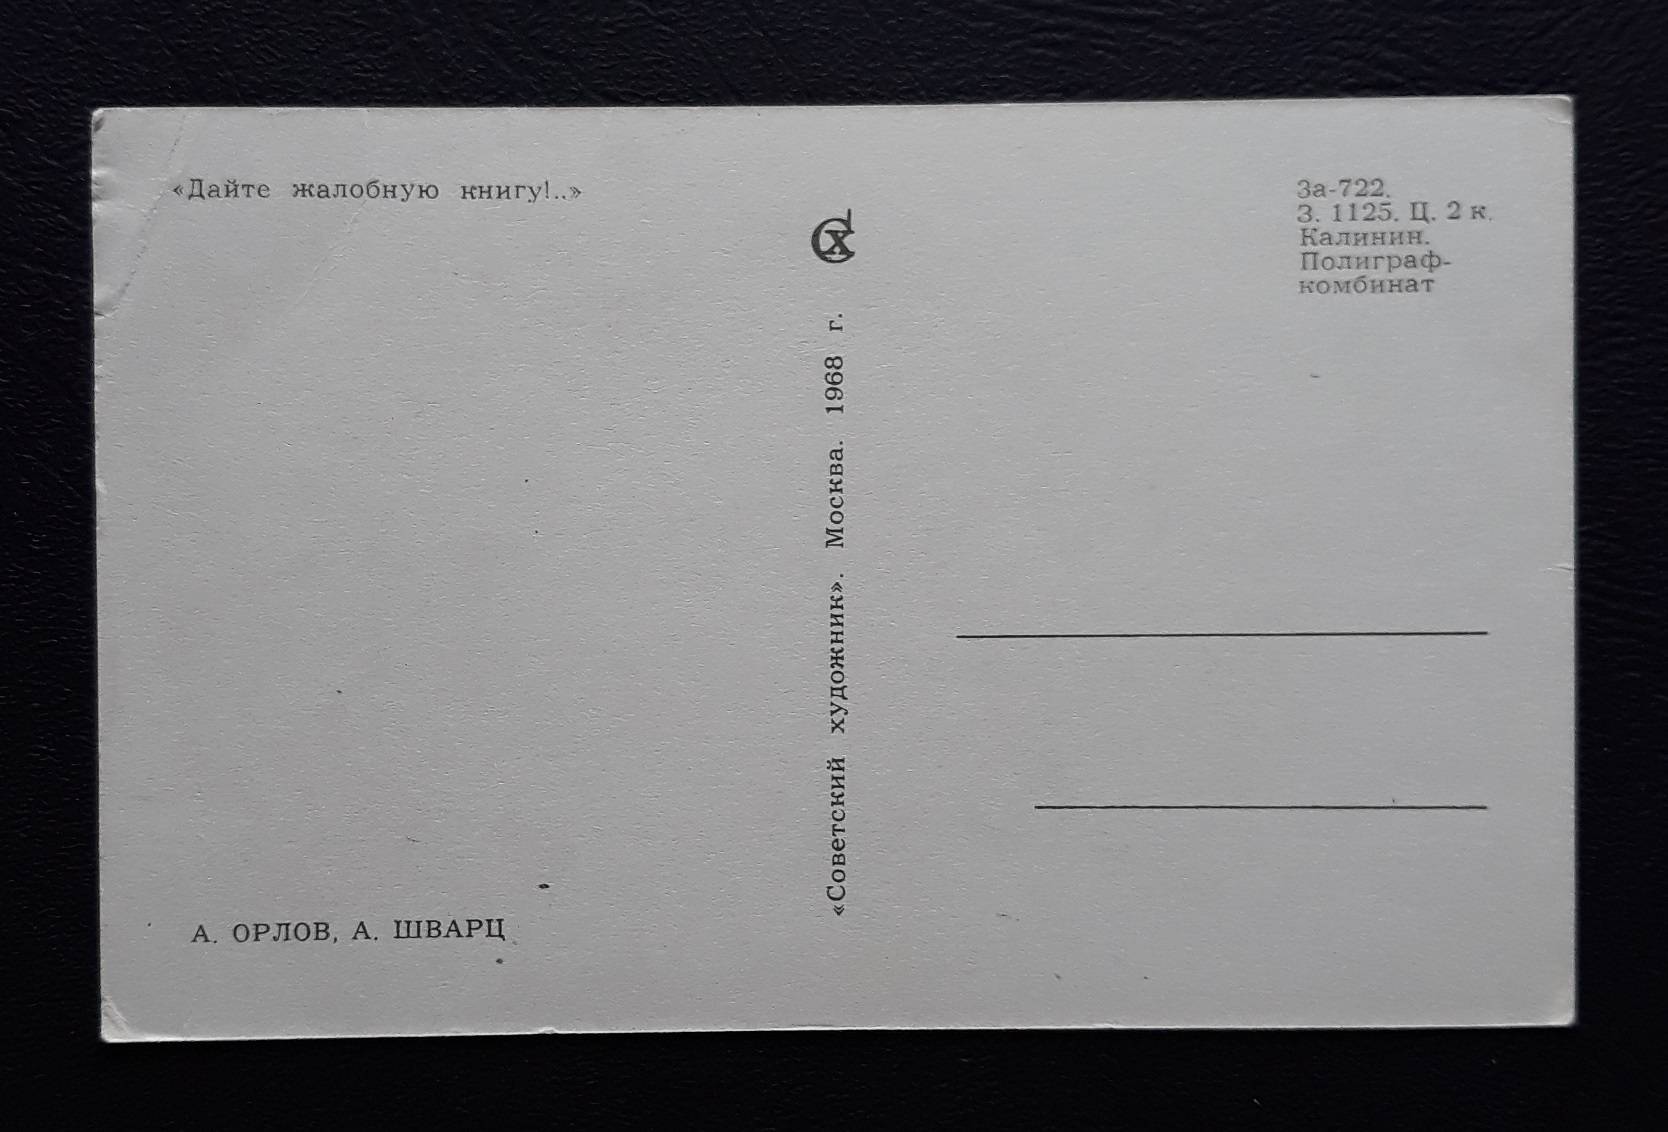 «Дайте жалобную книгу!..»
А. ОРЛОВ, А. ШВАРЦ
СХ
«Советский художник». Москва. 1968 г.
За-722.
З. 1125. Ц. 2 к.
Калинин.
Полиграф-
комбинат